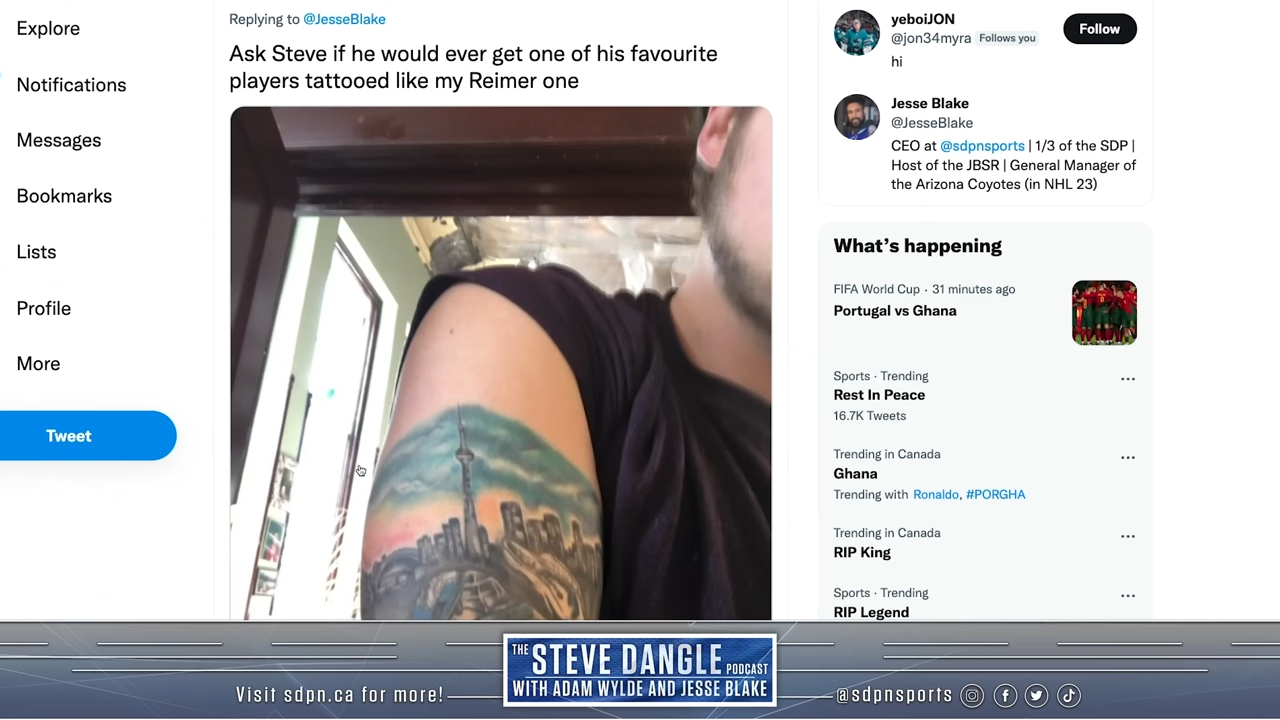 Explore
Notifications
Messages
Bookmarks
Lists
Profile
More
Tweet
Replying to @JesseBlake
Ask Steve if he would ever get one of his favourite
players tattooed like my Reimer one
yeboiJON
@jon34myra Follows you
hi
Follow
Jesse Blake
@JesseBlake
CEO at @sdpnsports | 1/3 of the SDP |
Host of the JBSR | General Manager of
the Arizona Coyotes (in NHL 23)
What's happening
FIFA World Cup · 31 minutes ago
Portugal vs Ghana
Sports · Trending
Rest In Peace
16.7K Tweets
Trending in Canada
Ghana
Trending with Ronaldo, #PORGHA
Trending in Canada
RIP King
Sports · Trending
RIP Legend
Visit sdpn.ca for more!
THE STEVE DANGLE PODCAST
WITH ADAM WYLDE AND JESSE BLAKE
@sdpnsports